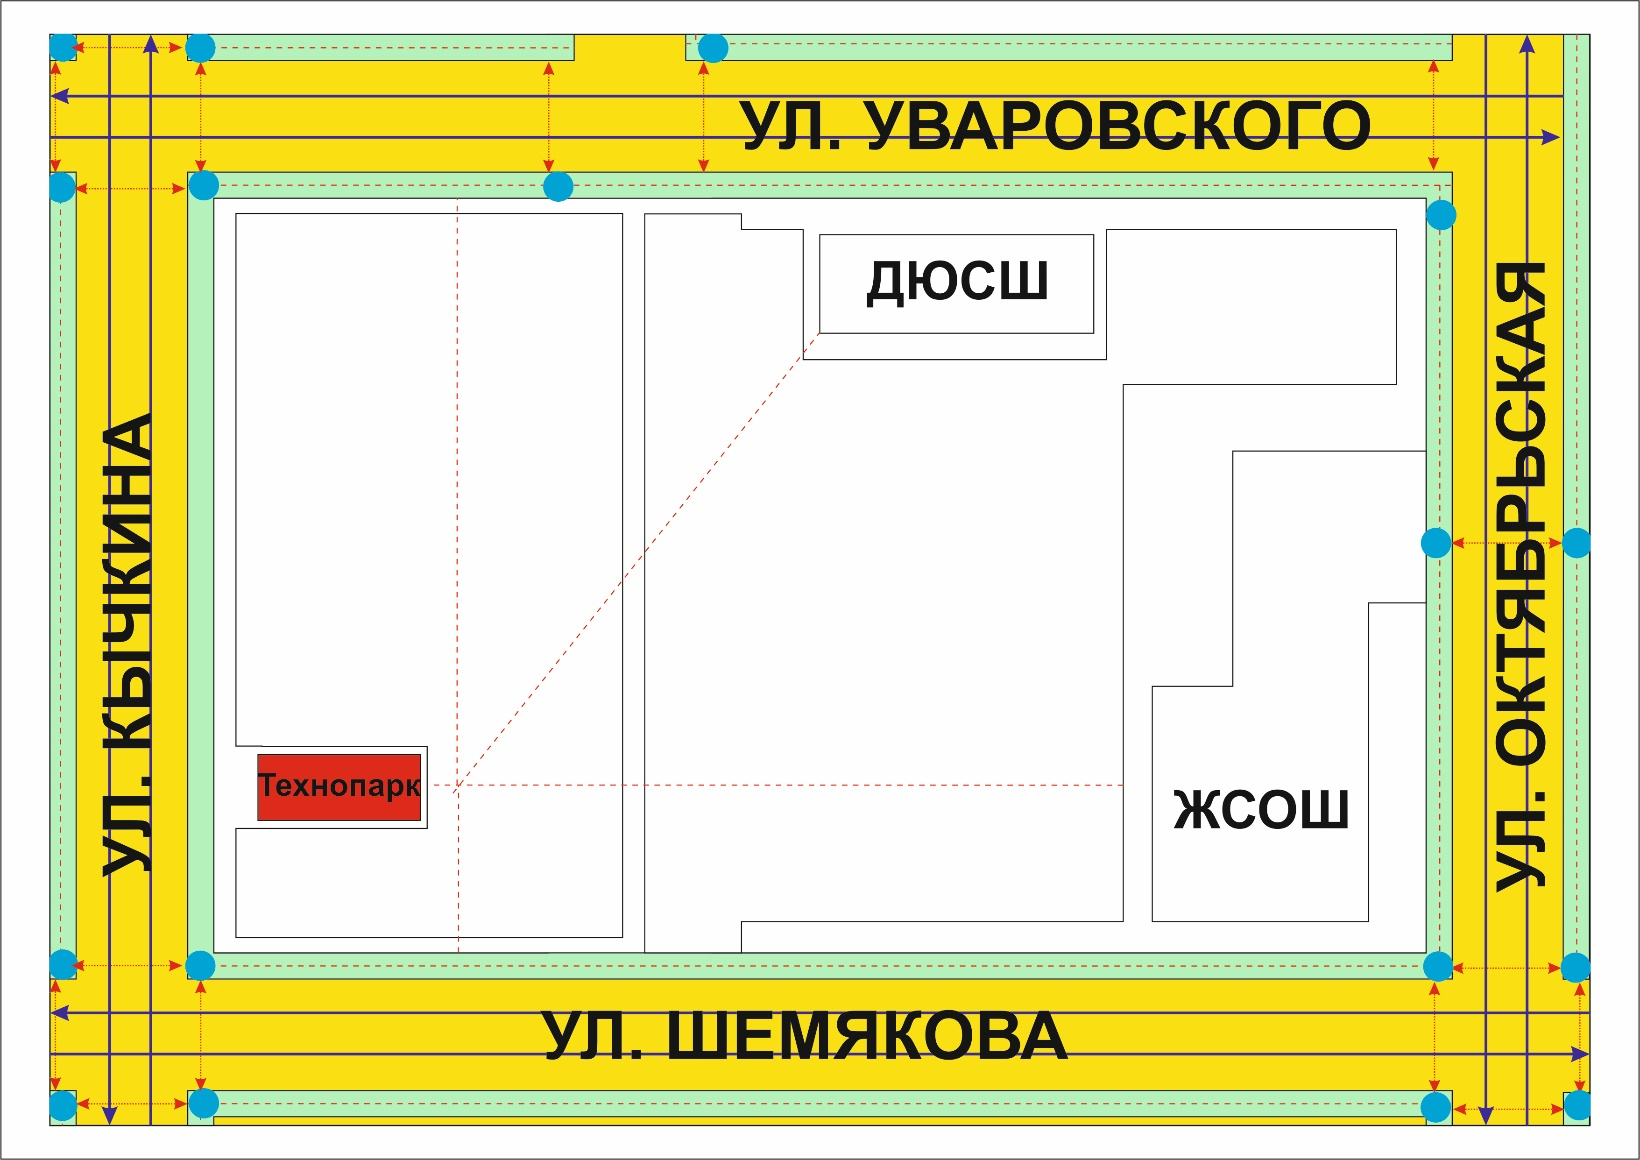 УЛ. УВАРОВСКОГО
ДЮСШ
УЛ. КЫЧКИНА
УЛ. ОКТЯБРЬСКАЯ
Технопарк
ЖСОШ
УЛ. ШЕМЯКОВА